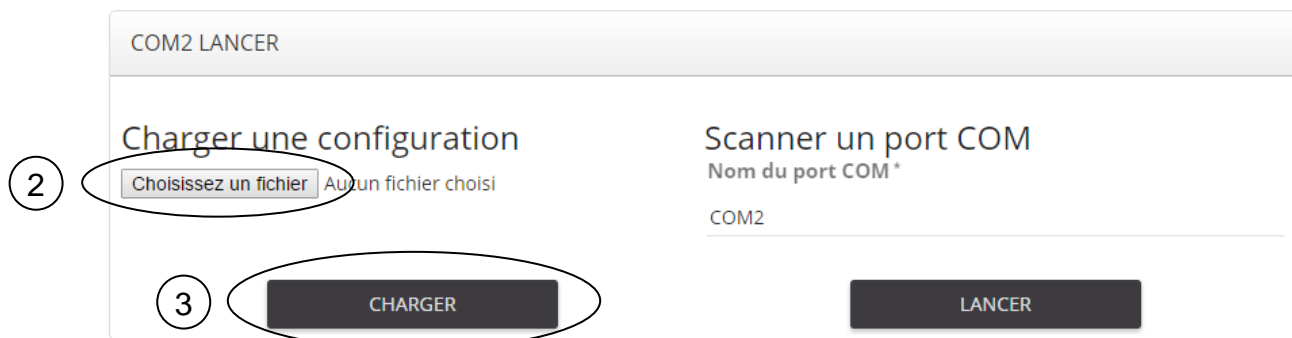 COM2 LANCER
Charger une configuration
2 Choisissez un fichier Aucun fichier choisi
3 CHARGER
Scanner un port COM
Nom du port COM *
COM2
LANCER